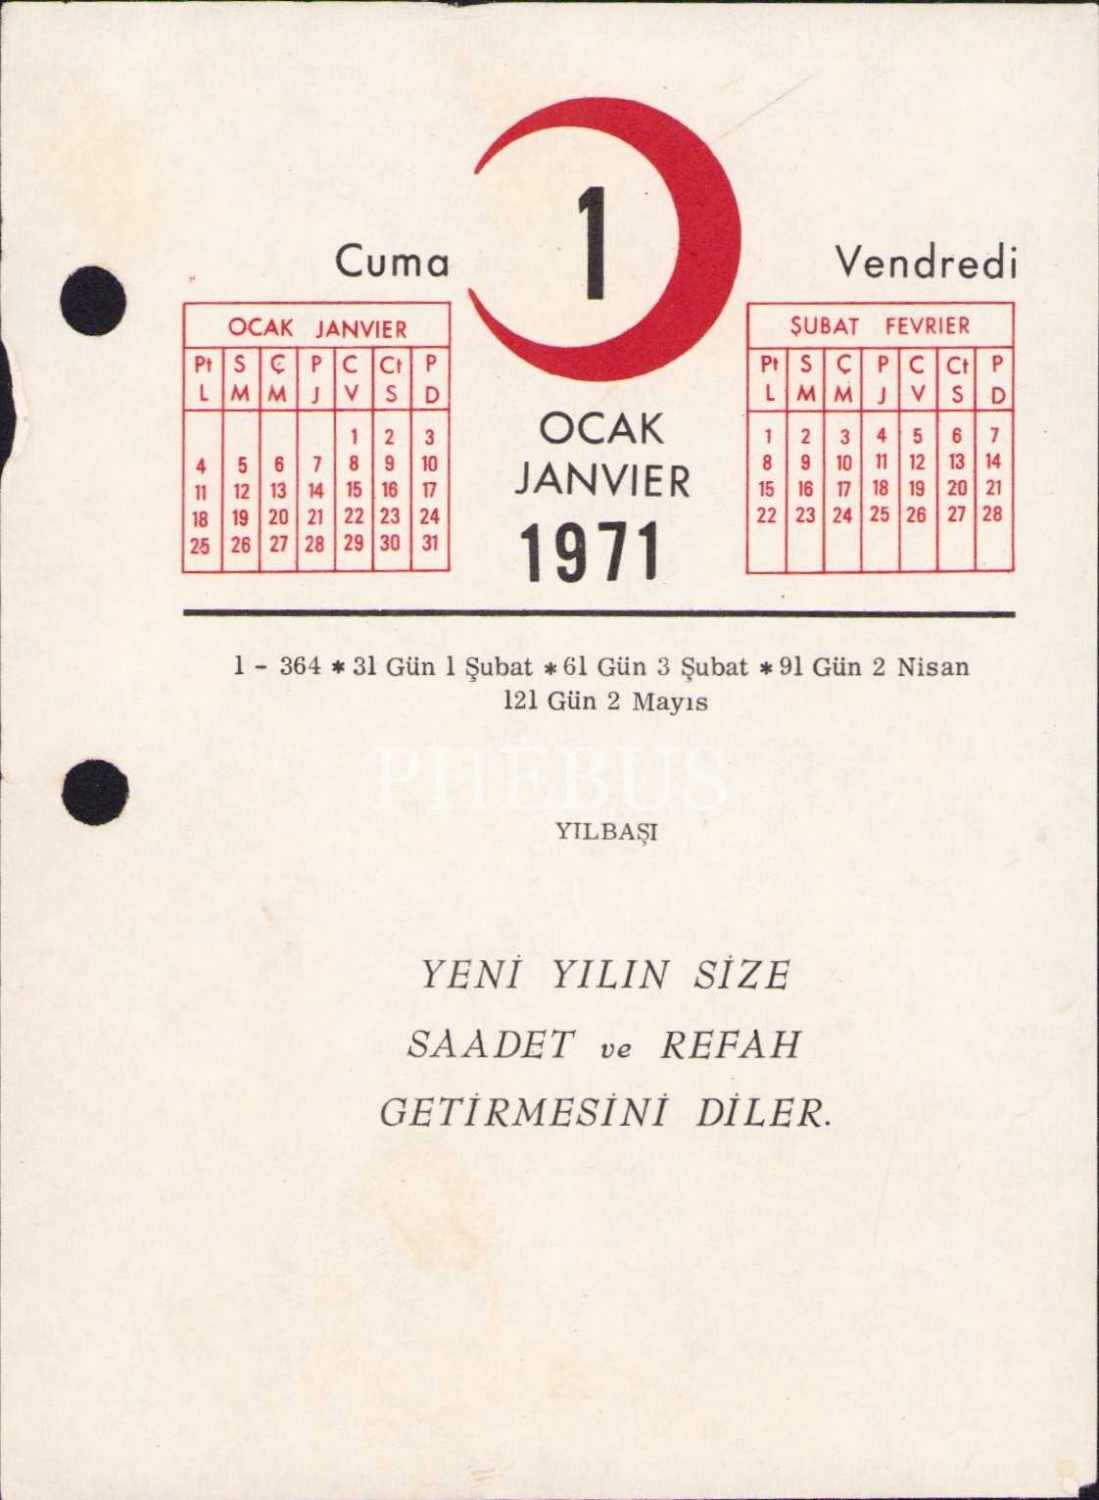 1
Cuma
Vendredi
OCAK JANVIER
Pt S Ç P C Ct P
L M M J V S D
1 2 3
4 5 6 7 8 9 10
11 12 13 14 15 16 17
18 19 20 21 22 23 24
25 26 27 28 29 30 31
OCAK
JANVIER
1971
ŞUBAT FEVRIER
Pt S Ç P C Ct P
L M M J V S D
1 2 3 4 5 6 7
8 9 10 11 12 13 14
15 16 17 18 19 20 21
22 23 24 25 26 27 28
1 - 364 * 31 Gün 1 Şubat * 61 Gün 3 Şubat * 91 Gün 2 Nisan
121 Gün 2 Mayıs
PHEBUS
YILBAŞI
YENİ YILIN SİZE
SAADET ve REFAH
GETİRMESİNİ DİLER.